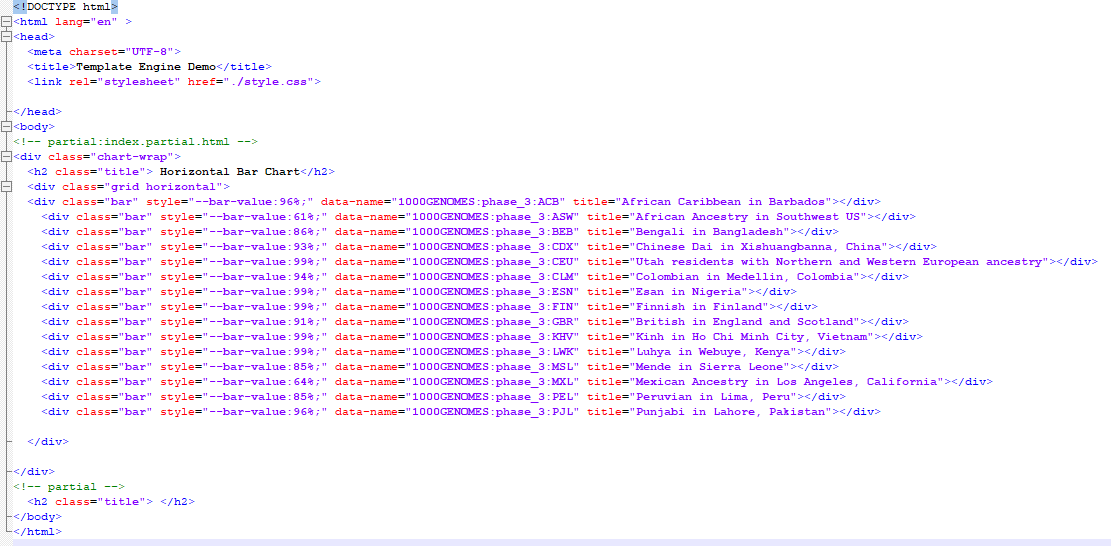 <!DOCTYPE html>
<html lang="en" >
<head>
  <meta charset="UTF-8">
  <title>Template Engine Demo</title>
  <link rel="stylesheet" href="./style.css">

</head>
<body>
<!-- partial:index.partial.html -->
<div class="chart-wrap">
  <h2 class="title"> Horizontal Bar Chart</h2>
  <div class="grid horizontal">
  <div class="bar" style="--bar-value:96%;" data-name="1000GENOMES:phase_3:ACB" title="African Caribbean in Barbados"></div>
    <div class="bar" style="--bar-value:61%;" data-name="1000GENOMES:phase_3:ASW" title="African Ancestry in Southwest US"></div>
    <div class="bar" style="--bar-value:86%;" data-name="1000GENOMES:phase_3:BEB" title="Bengali in Bangladesh"></div>
    <div class="bar" style="--bar-value:93%;" data-name="1000GENOMES:phase_3:CDX" title="Chinese Dai in Xishuangbanna, China"></div>
    <div class="bar" style="--bar-value:99%;" data-name="1000GENOMES:phase_3:CEU" title="Utah residents with Northern and Western European ancestry"></div>
    <div class="bar" style="--bar-value:94%;" data-name="1000GENOMES:phase_3:CLM" title="Colombian in Medellin, Colombia"></div>
    <div class="bar" style="--bar-value:99%;" data-name="1000GENOMES:phase_3:ESN" title="Esan in Nigeria"></div>
    <div class="bar" style="--bar-value:99%;" data-name="1000GENOMES:phase_3:FIN" title="Finnish in Finland"></div>
    <div class="bar" style="--bar-value:91%;" data-name="1000GENOMES:phase_3:GBR" title="British in England and Scotland"></div>
    <div class="bar" style="--bar-value:99%;" data-name="1000GENOMES:phase_3:KHV" title="Kinh in Ho Chi Minh City, Vietnam"></div>
    <div class="bar" style="--bar-value:99%;" data-name="1000GENOMES:phase_3:LWK" title="Luhya in Webuye, Kenya"></div>
    <div class="bar" style="--bar-value:85%;" data-name="1000GENOMES:phase_3:MSL" title="Mende in Sierra Leone"></div>
    <div class="bar" style="--bar-value:64%;" data-name="1000GENOMES:phase_3:MXL" title="Mexican Ancestry in Los Angeles, California"></div>
    <div class="bar" style="--bar-value:85%;" data-name="1000GENOMES:phase_3:PEL" title="Peruvian in Lima, Peru"></div>
    <div class="bar" style="--bar-value:96%;" data-name="1000GENOMES:phase_3:PJL" title="Punjabi in Lahore, Pakistan"></div>

  </div>

</div>
<!-- partial -->
  <h2 class="title"> </h2>
</body>
</html>